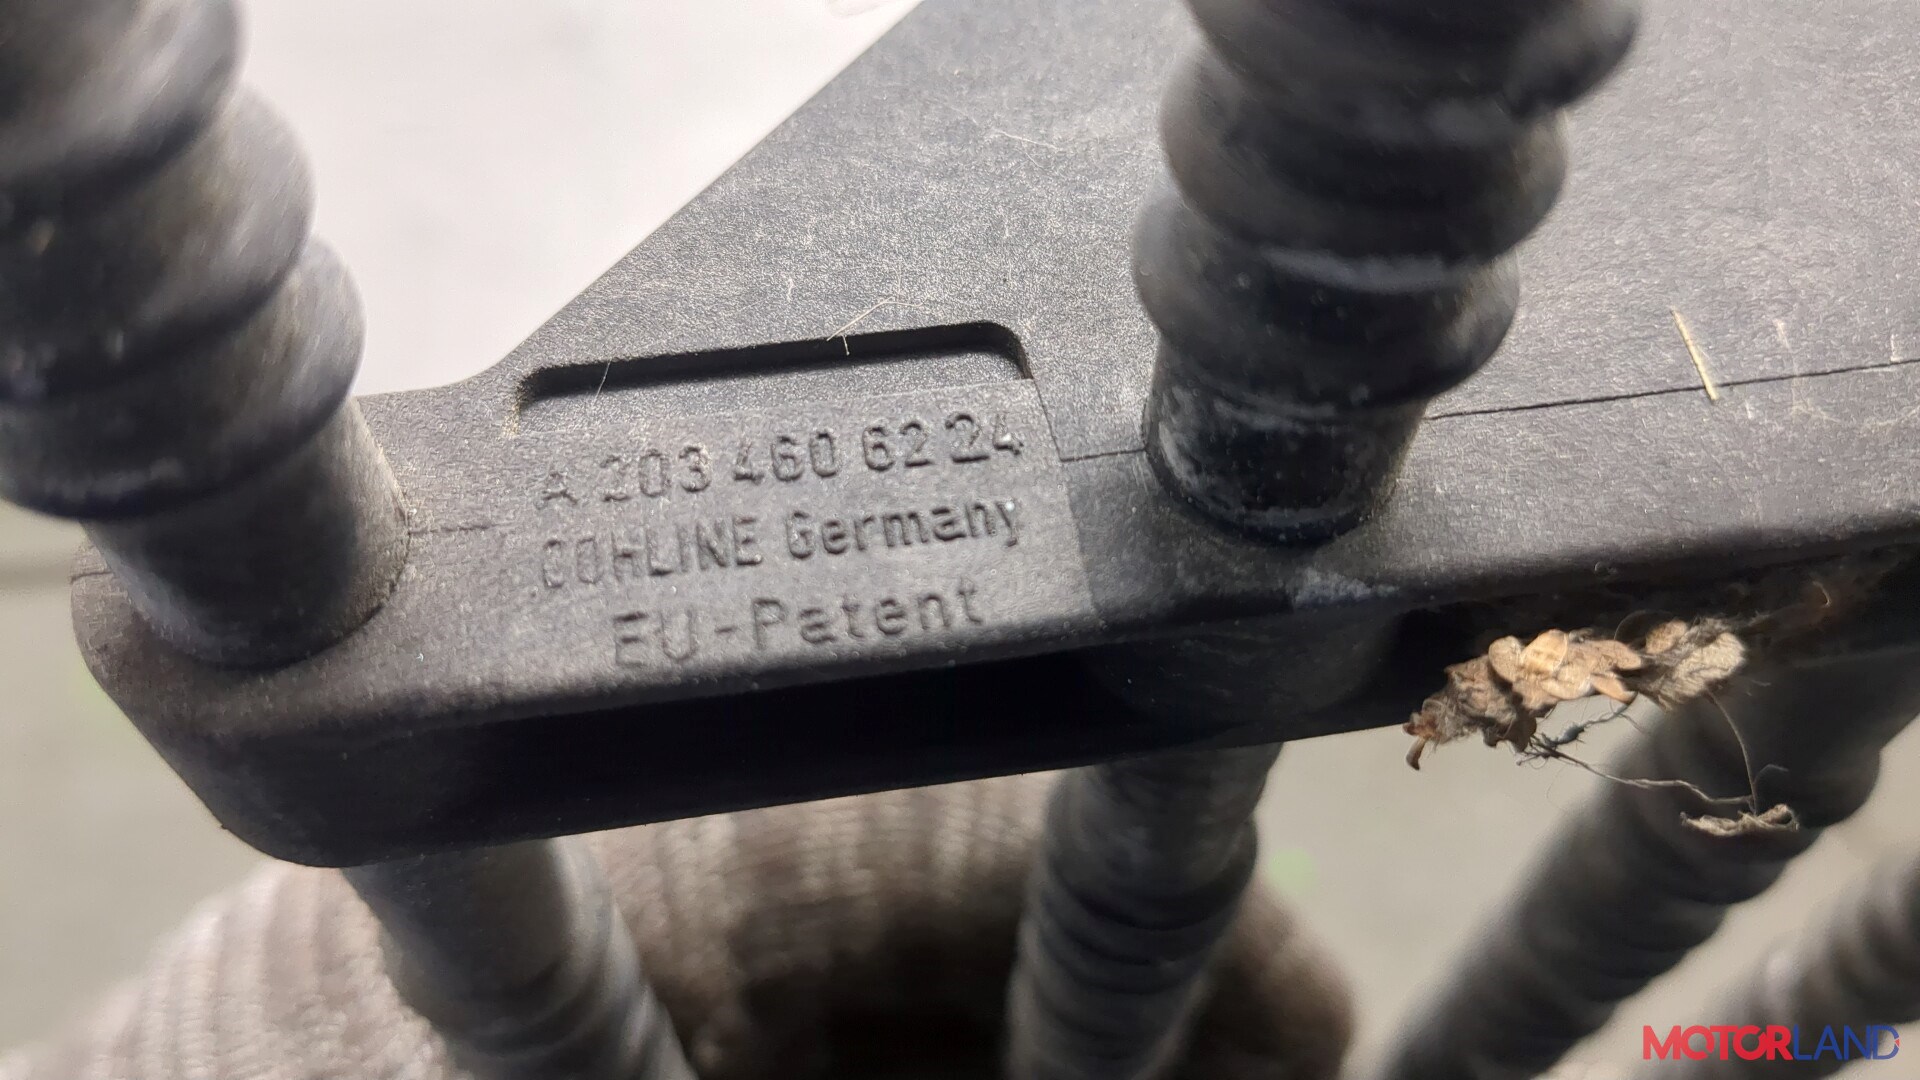 A 203 460 62 24
COHLINE Germany
EU-Patent
MOTORLAND